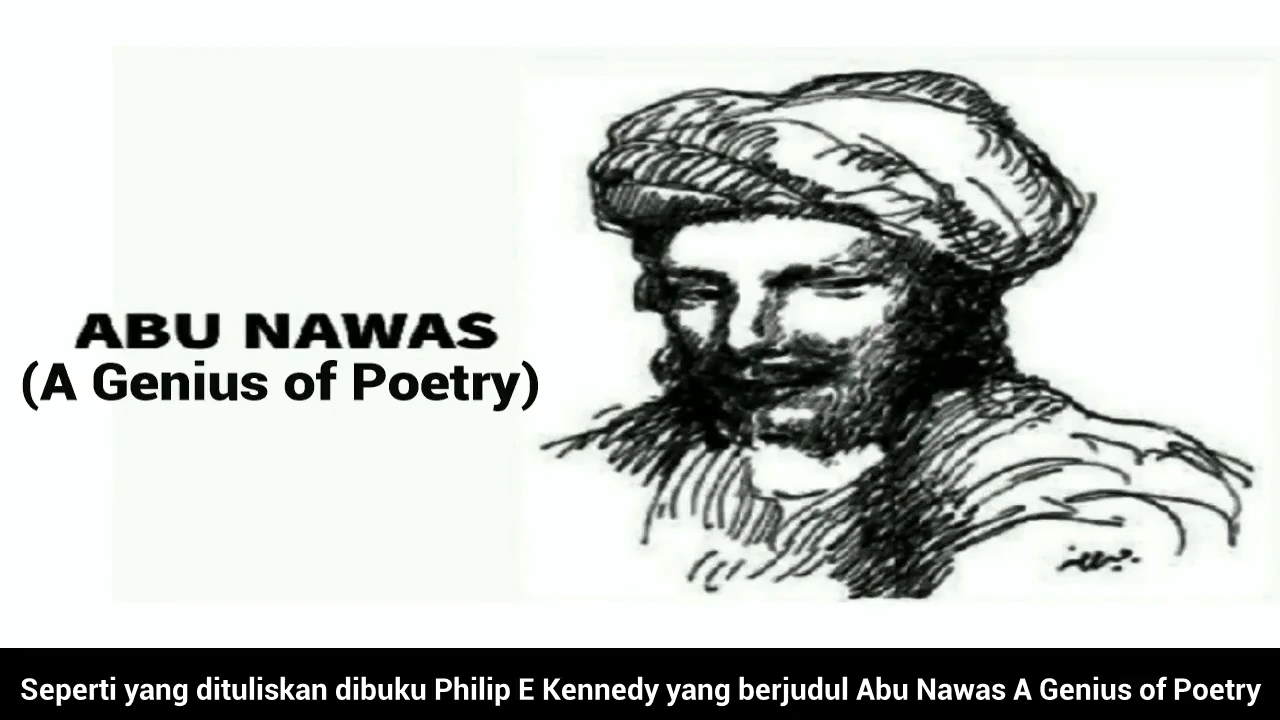 ABU NAWAS
(A Genius of Poetry)
Seperti yang dituliskan dibuku Philip E Kennedy yang berjudul Abu Nawas A Genius of Poetry